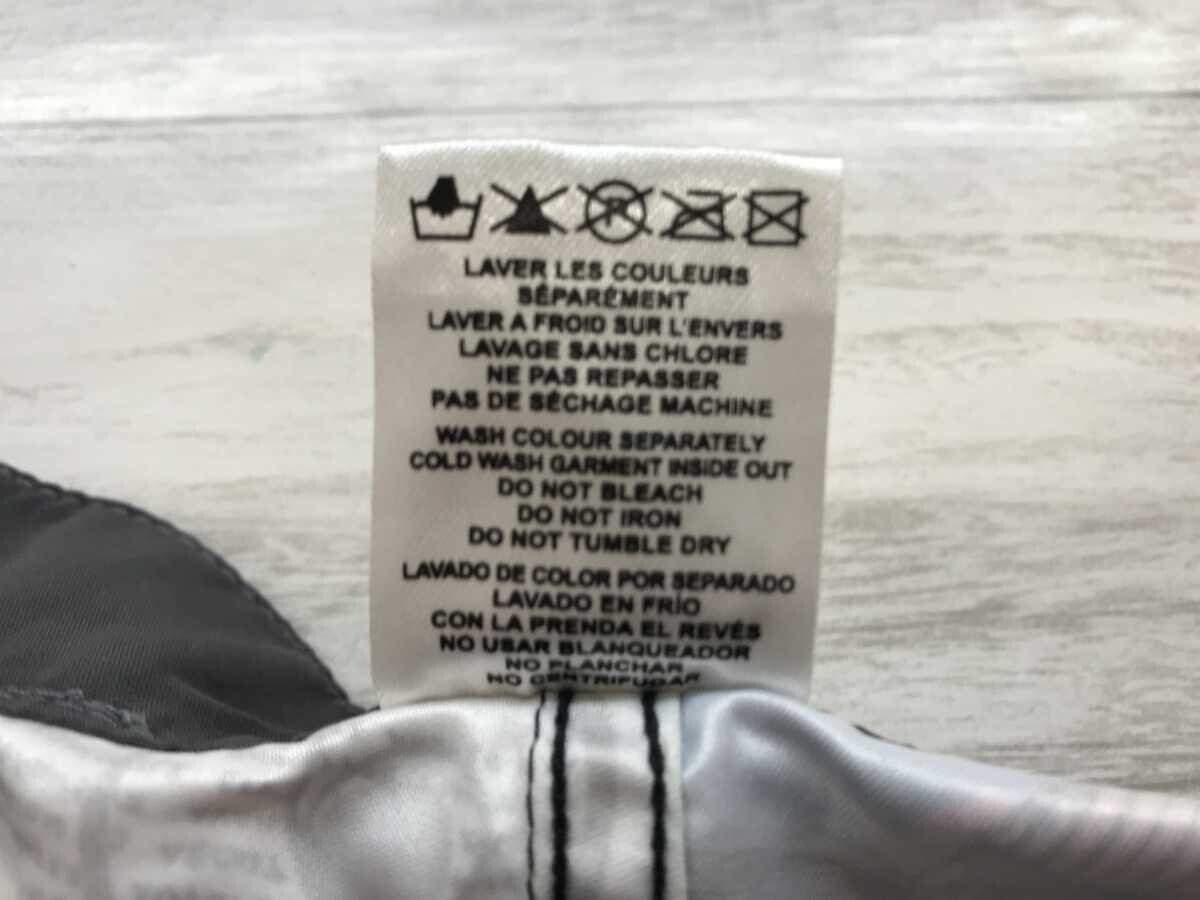 P
LAVER LES COULEURS
SÉPARÉMENT
LAVER A FROID SUR L'ENVERS
LAVAGE SANS CHLORE
NE PAS REPASSER
PAS DE SÉCHAGE MACHINE
WASH COLOUR SEPARATELY
COLD WASH GARMENT INSIDE OUT
DO NOT BLEACH
DO NOT IRON
DO NOT TUMBLE DRY
LAVADO DE COLOR POR SEPARADO
LAVADO EN FRÍO
CON LA PRENDA EL REVÉS
NO USAR BLANQUEADOR
NO PLANCHAR
NO CENTRIFUGAR